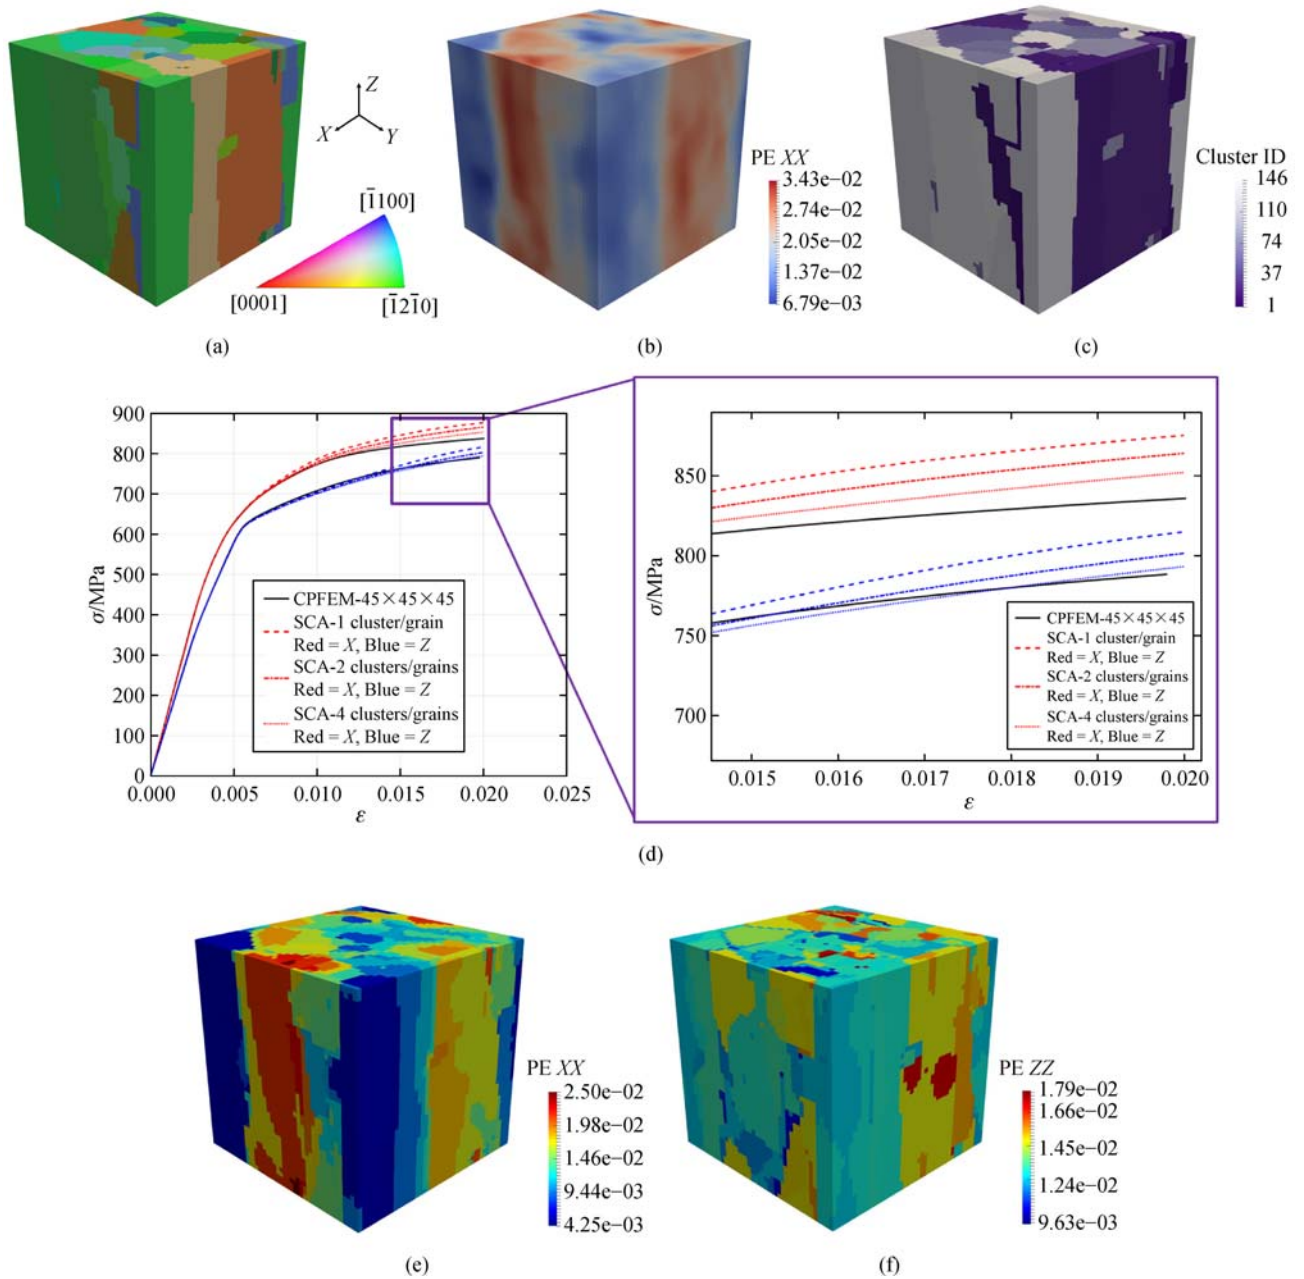 Z
X
Y
[1̅100]
[0001]
[1̅21̅0]
PE XX
3.43e−02
2.74e−02
2.05e−02
1.37e−02
6.79e−03
Cluster ID
146
110
74
37
1
(a)
(b)
(c)
900
800
700
600
500
400
300
200
100
0
σ/MPa
0.000
0.005
0.010
0.015
0.020
0.025
ε
CPFEM-45×45×45
SCA-1 cluster/grain
Red = X, Blue = Z
SCA-2 clusters/grains
Red = X, Blue = Z
SCA-4 clusters/grains
Red = X, Blue = Z
850
800
750
700
σ/MPa
0.015
0.016
0.017
0.018
0.019
0.020
ε
CPFEM-45×45×45
SCA-1 cluster/grain
Red = X, Blue = Z
SCA-2 clusters/grains
Red = X, Blue = Z
SCA-4 clusters/grains
Red = X, Blue = Z
(d)
PE XX
2.50e−02
1.98e−02
1.46e−02
9.44e−03
4.25e−03
PE ZZ
1.79e−02
1.66e−02
1.45e−02
1.24e−02
9.63e−03
(e)
(f)